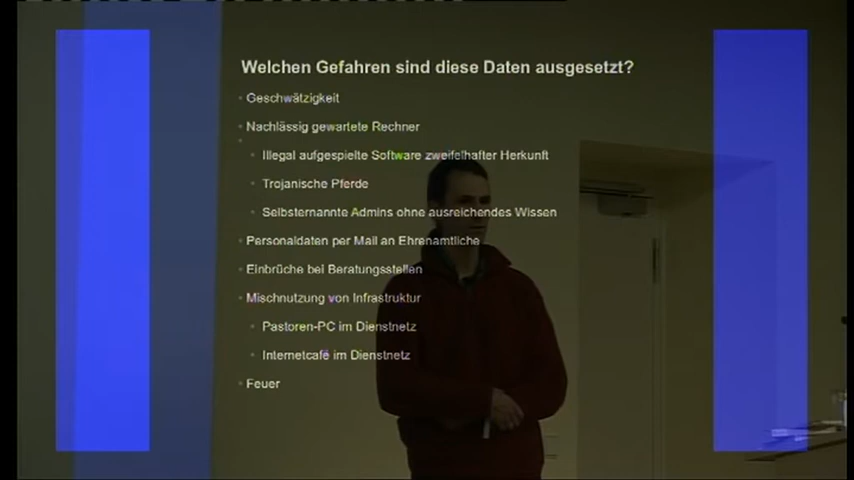 Welchen Gefahren sind diese Daten ausgesetzt?
Geschwätzigkeit
Nachlässig gewartete Rechner
Illegal aufgespielte Software zweifelhafter Herkunft
Trojanische Pferde
Selbsternannte Admins ohne ausreichendes Wissen
Personaldaten per Mail an Ehrenamtliche
Einbrüche bei Beratungsstellen
Mischnutzung von Infrastruktur
Pastoren-PC im Dienstnetz
Internetcafé im Dienstnetz
Feuer